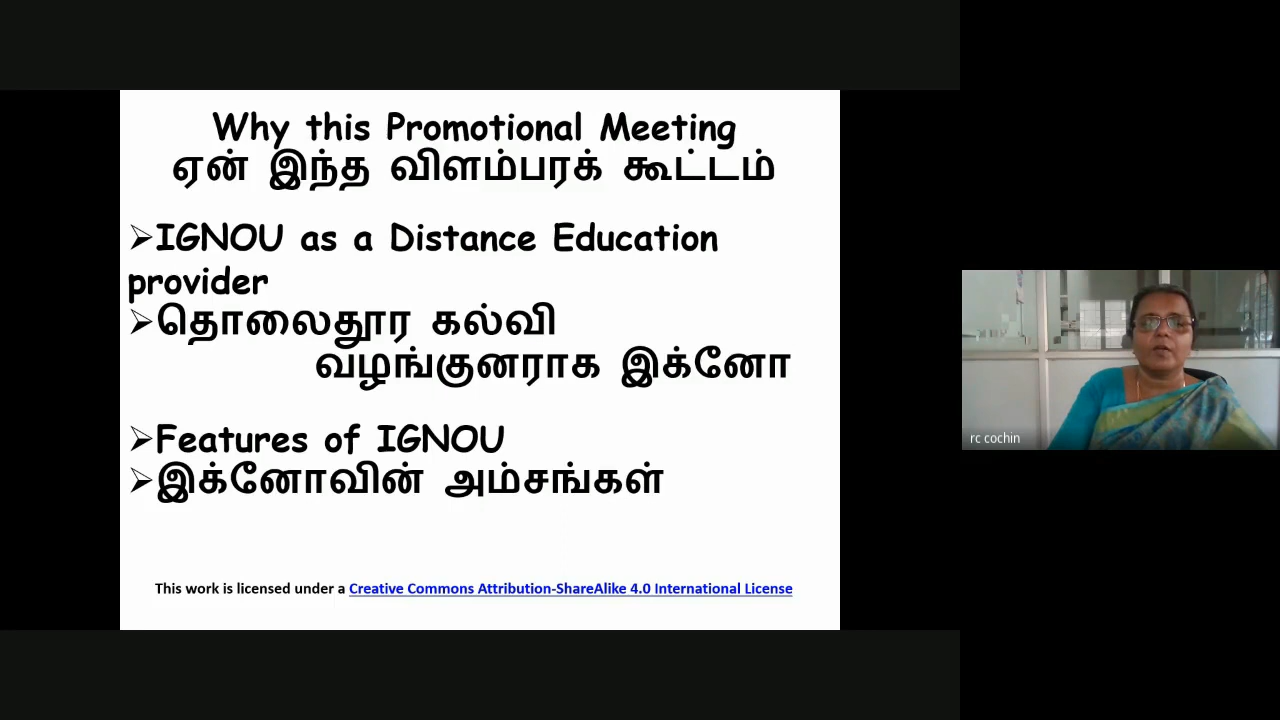 Why this Promotional Meeting
ஏன் இந்த விளம்பரக் கூட்டம்
➢IGNOU as a Distance Education
provider
➢தொலைதூர கல்வி
வழங்குனராக இக்னோ
➢Features of IGNOU
➢இக்னோவின் அம்சங்கள்
This work is licensed under a Creative Commons Attribution-ShareAlike 4.0 International License
rc cochin